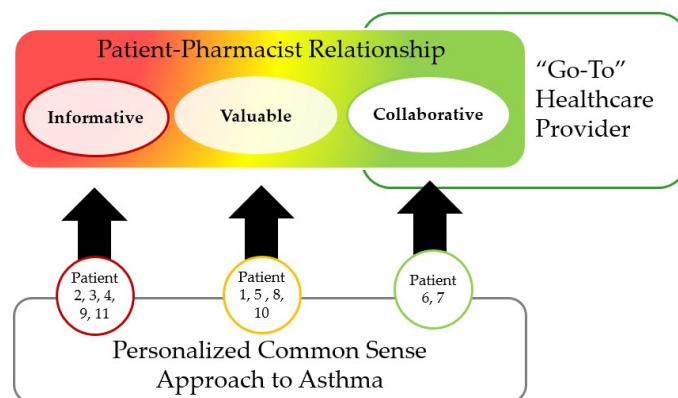 Patient-Pharmacist Relationship
Informative
Valuable
Collaborative
“Go-To”
Healthcare
Provider
Patient
2, 3, 4,
9, 11
Patient
1, 5 , 8,
10
Patient
6, 7
Personalized Common Sense
Approach to Asthma